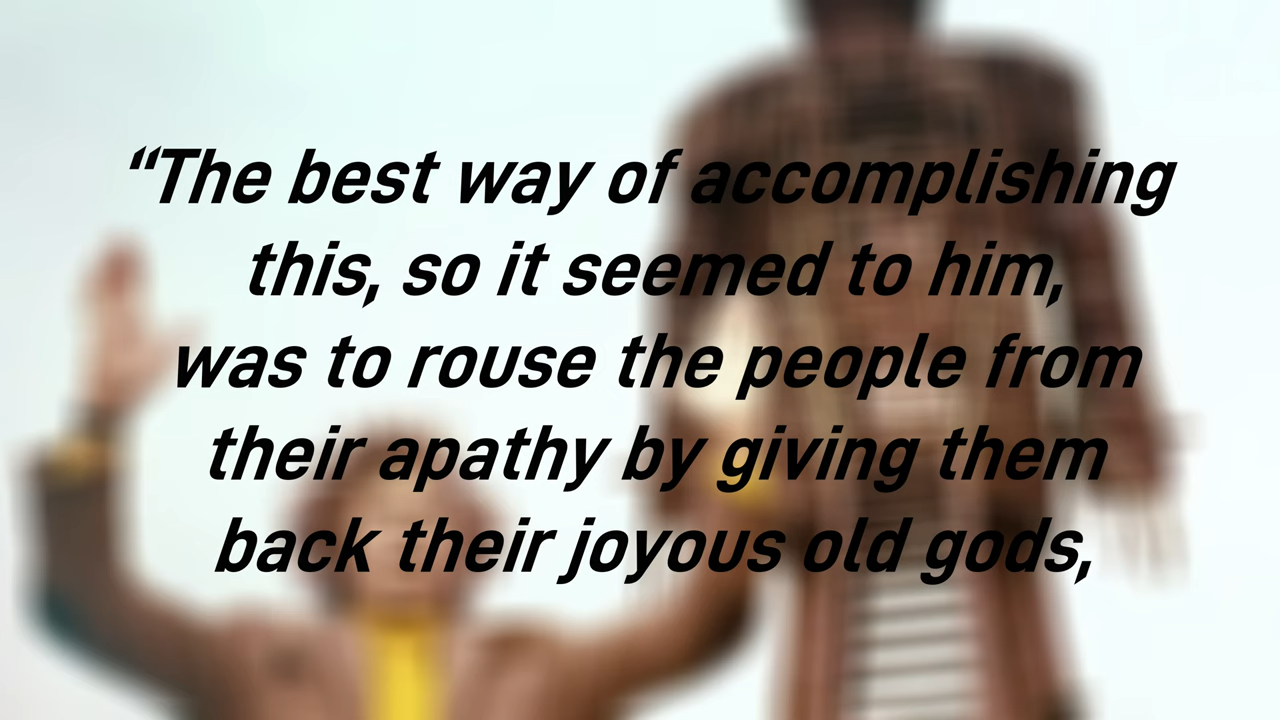 “The best way of accomplishing
this, so it seemed to him,
was to rouse the people from
their apathy by giving them
back their joyous old gods,